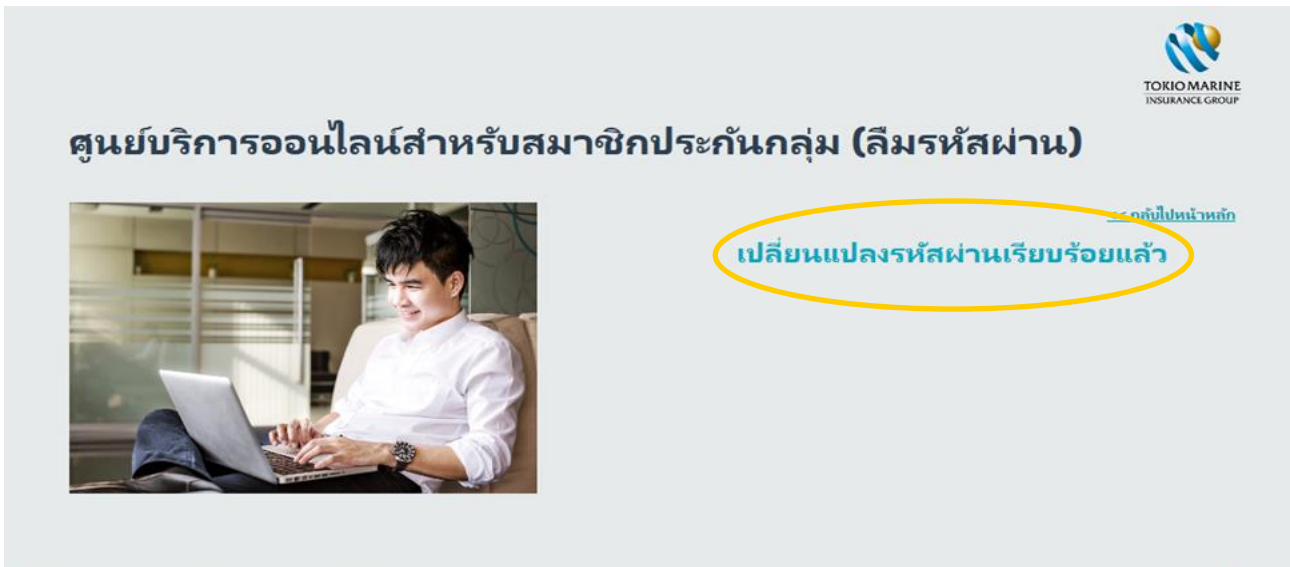 TOKIO MARINE
INSURANCE GROUP
ศูนย์บริการออนไลน์สำหรับสมาชิกประกันกลุ่ม (ลืมรหัสผ่าน)
<< กลับไปหน้าหลัก
เปลี่ยนแปลงรหัสผ่านเรียบร้อยแล้ว